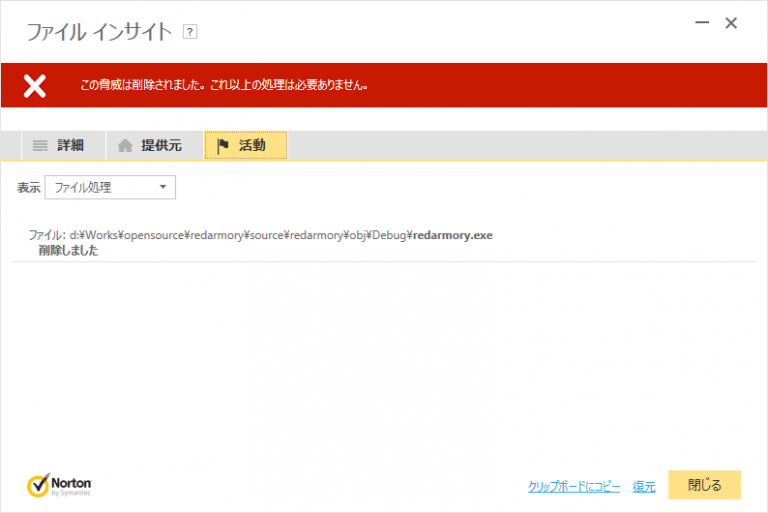 ファイル インサイト ?
この脅威は削除されました。これ以上の処理は必要ありません。
詳細 提供元 活動
表示 ファイル処理
ファイル: d:¥Works¥opensource¥redarmory¥source¥redarmory¥obj¥Debug¥redarmory.exe
削除しました
Norton
by Symantec
クリップボードにコピー 復元 閉じる